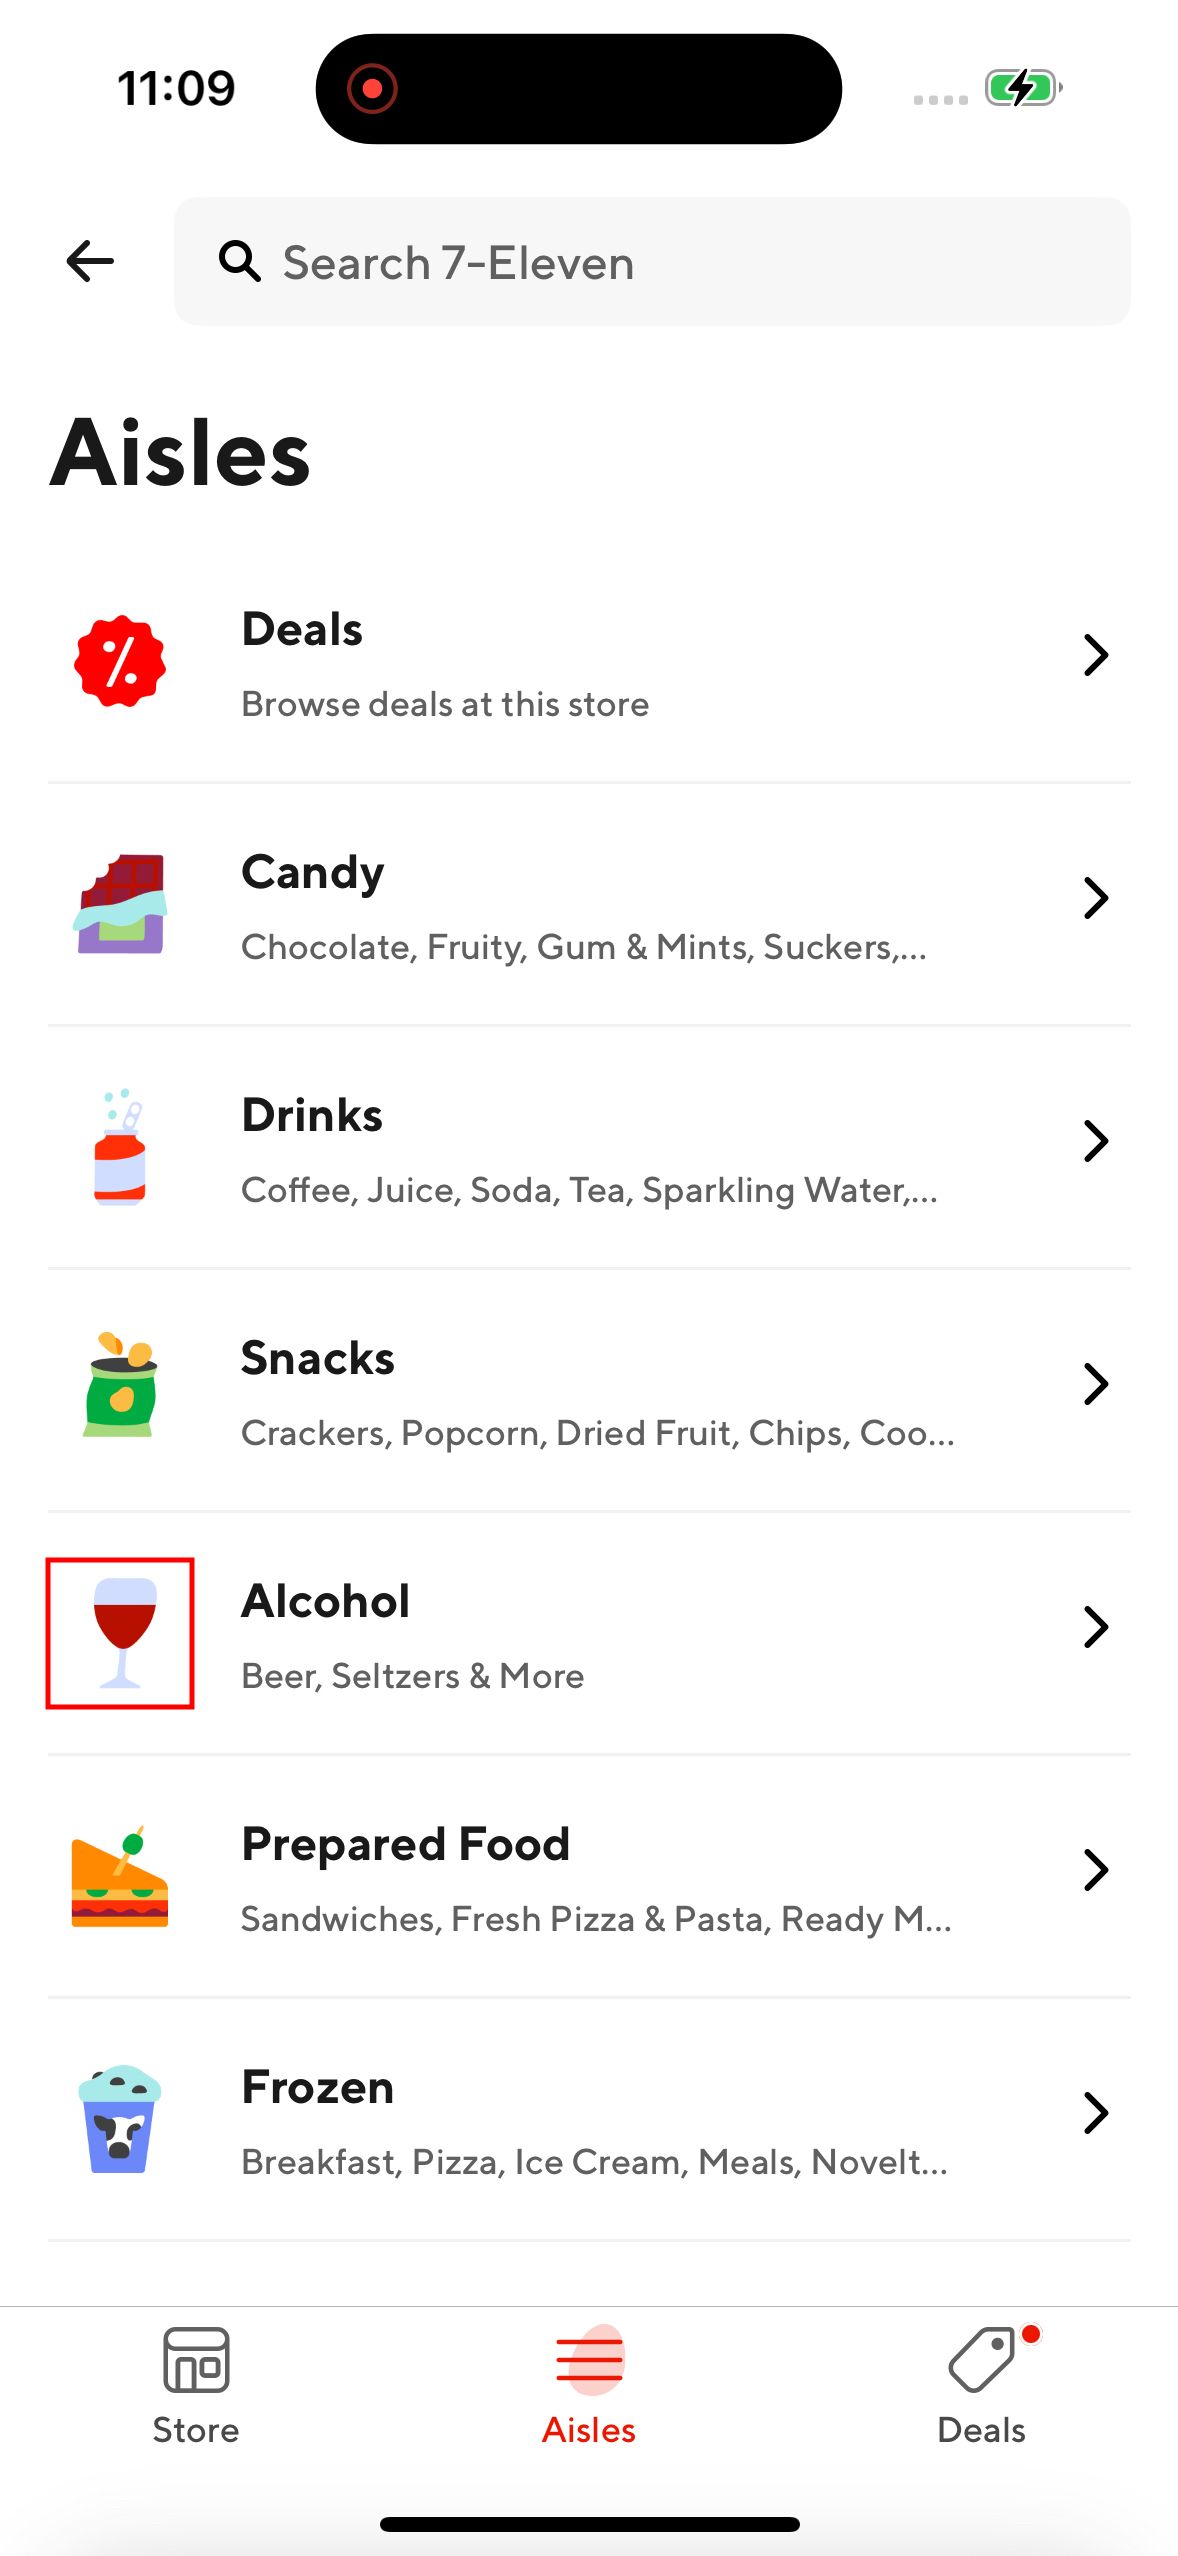 11:09
Search 7-Eleven
Aisles
Deals
Browse deals at this store
Candy
Chocolate, Fruity, Gum & Mints, Suckers,...
Drinks
Coffee, Juice, Soda, Tea, Sparkling Water,...
Snacks
Crackers, Popcorn, Dried Fruit, Chips, Coo...
Alcohol
Beer, Seltzers & More
Prepared Food
Sandwiches, Fresh Pizza & Pasta, Ready M...
Frozen
Breakfast, Pizza, Ice Cream, Meals, Novelt...
Store
Aisles
Deals